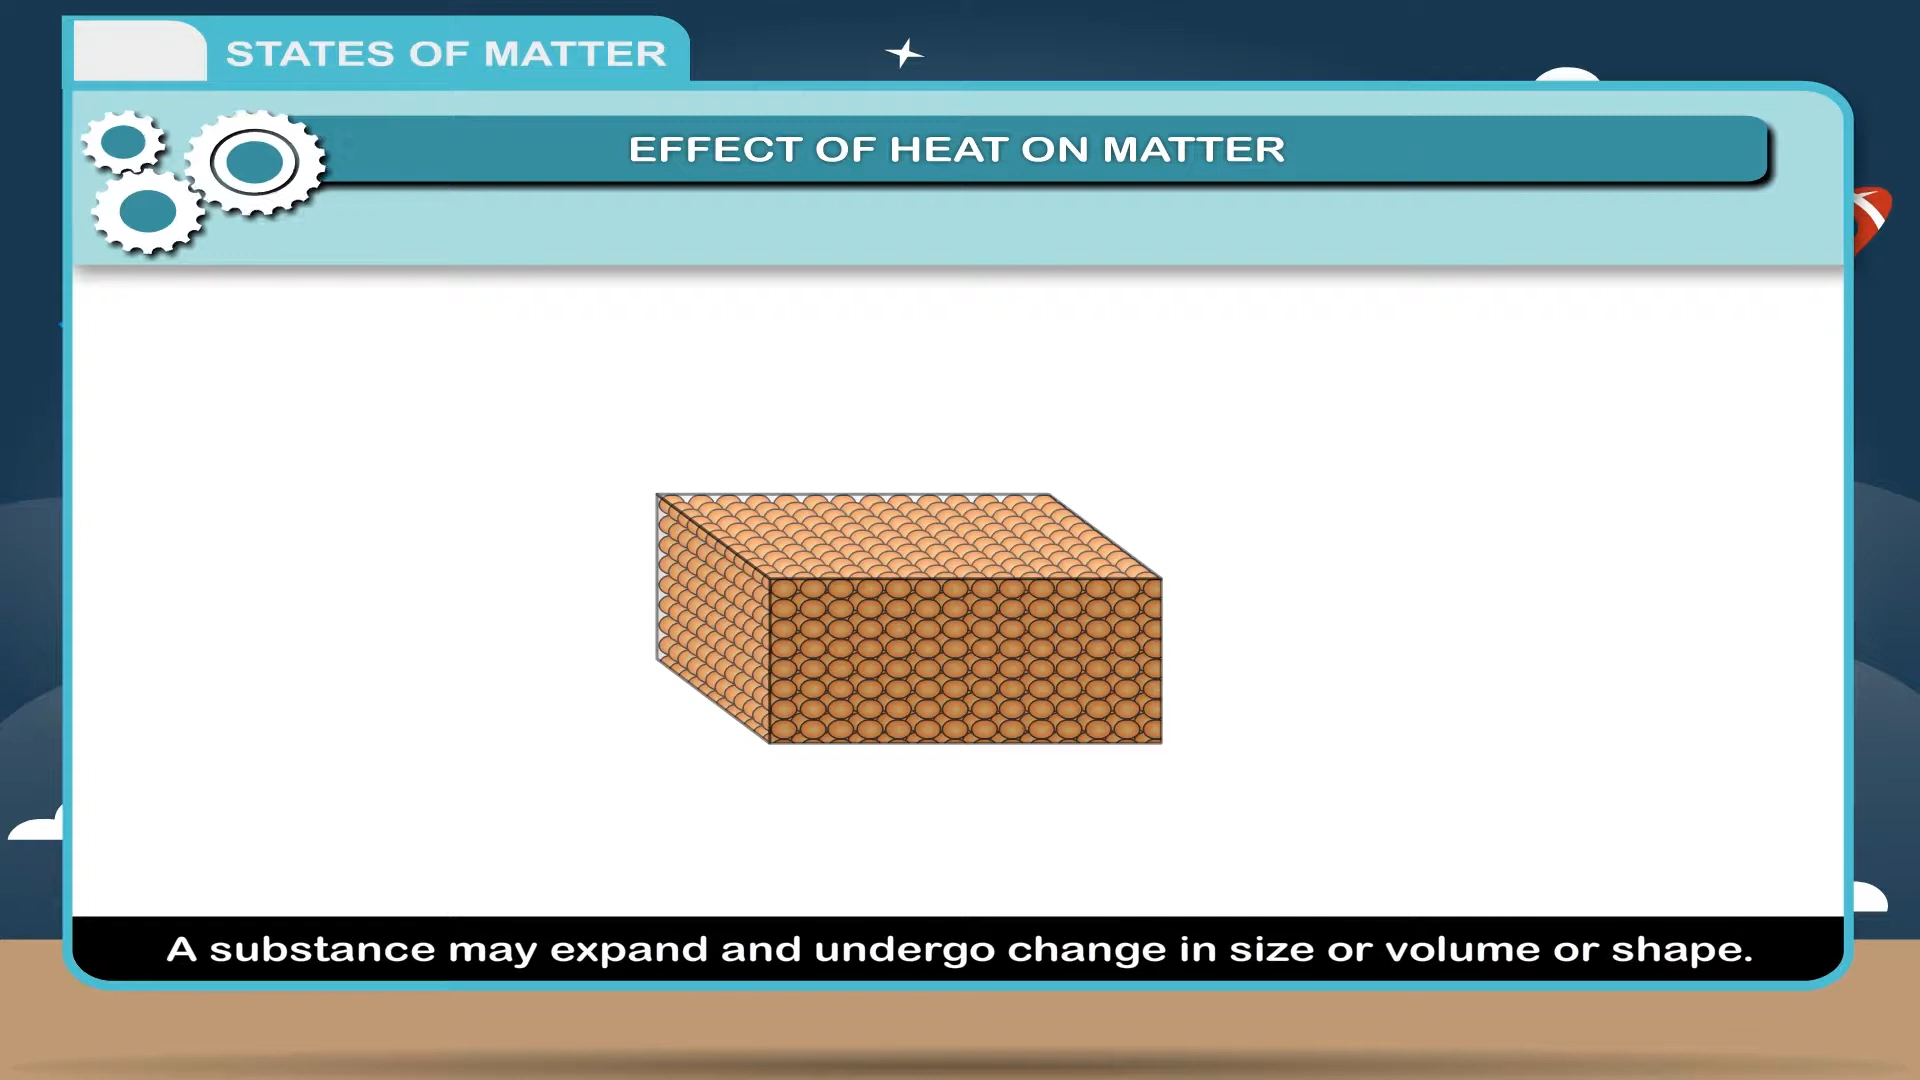 STATES OF MATTER
EFFECT OF HEAT ON MATTER
A substance may expand and undergo change in size or volume or shape.